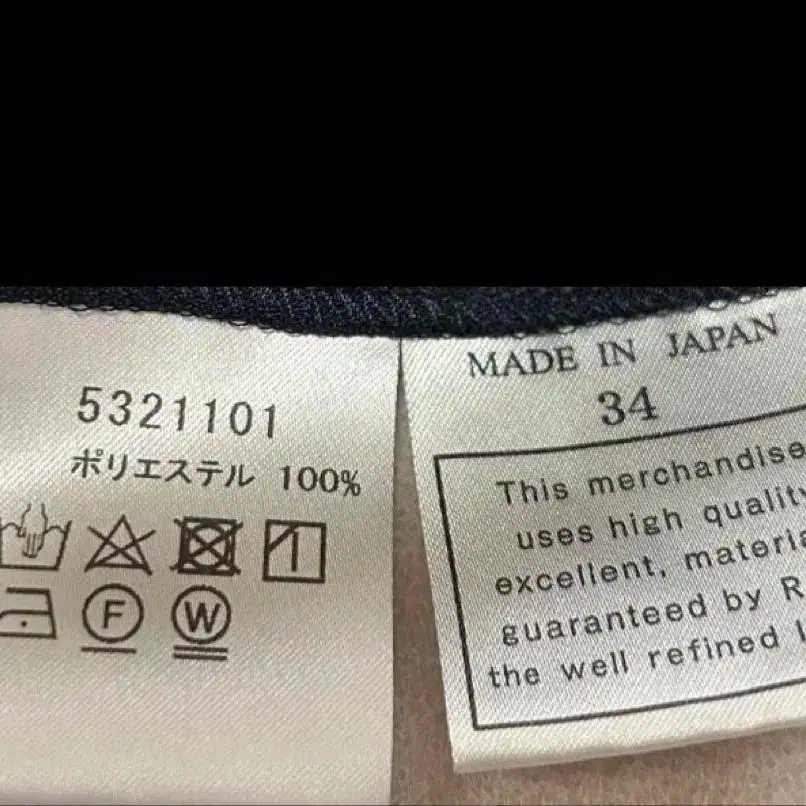 5321101
ポリエステル 100%
F W
MADE IN JAPAN
34
This merchandise
uses high quality
excellent, materia
guaranteed by R
the well refined